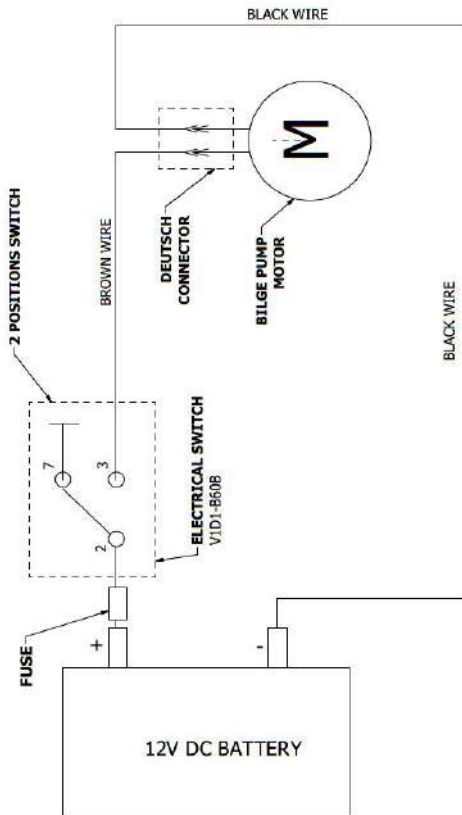 BLACK WIRE
2 POSITIONS SWITCH
BROWN WIRE
DEUTSCH
CONNECTOR
M
BILGE PUMP
MOTOR
7
3
2
ELECTRICAL SWITCH
V1D1-B60B
BLACK WIRE
FUSE
+
-
12V DC BATTERY